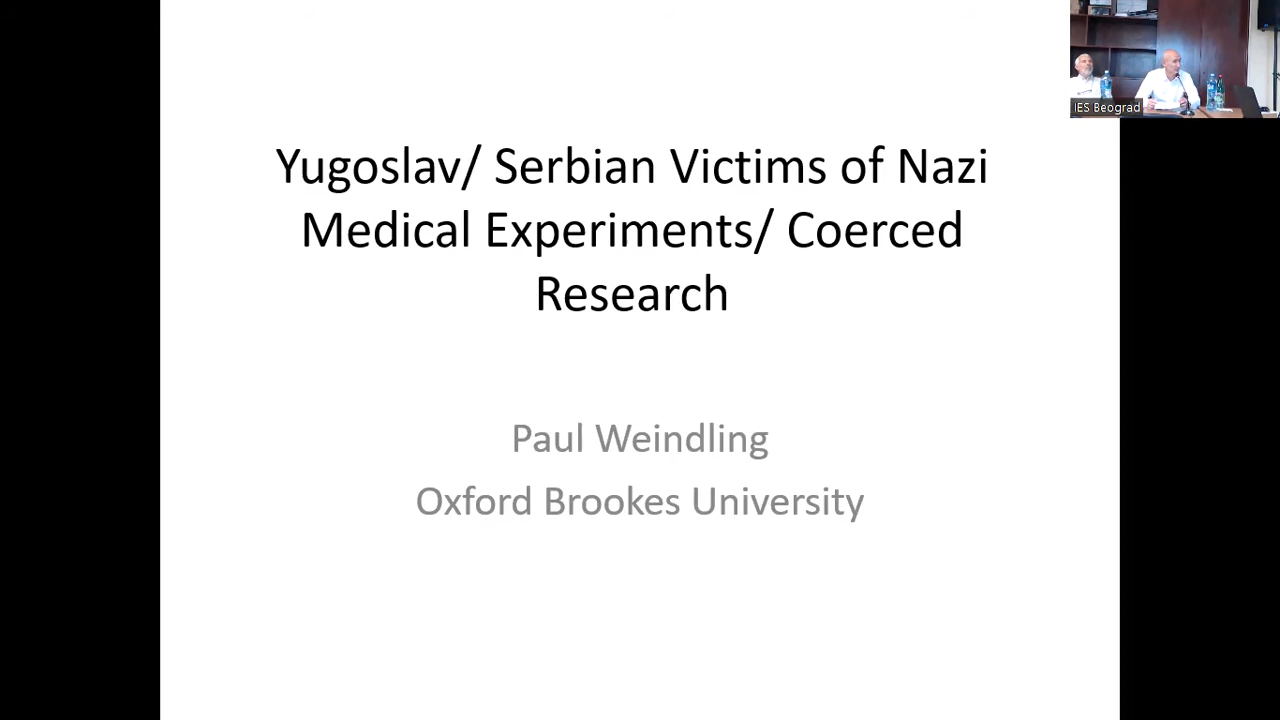 Yugoslav/ Serbian Victims of Nazi
Medical Experiments/ Coerced
Research
Paul Weindling
Oxford Brookes University
IES Beograd